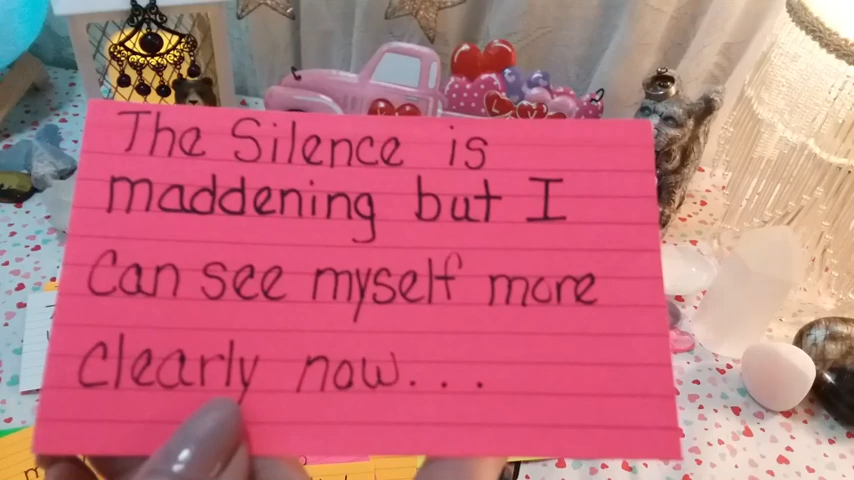 The Silence is
maddening but I
can see myself more
clearly now...